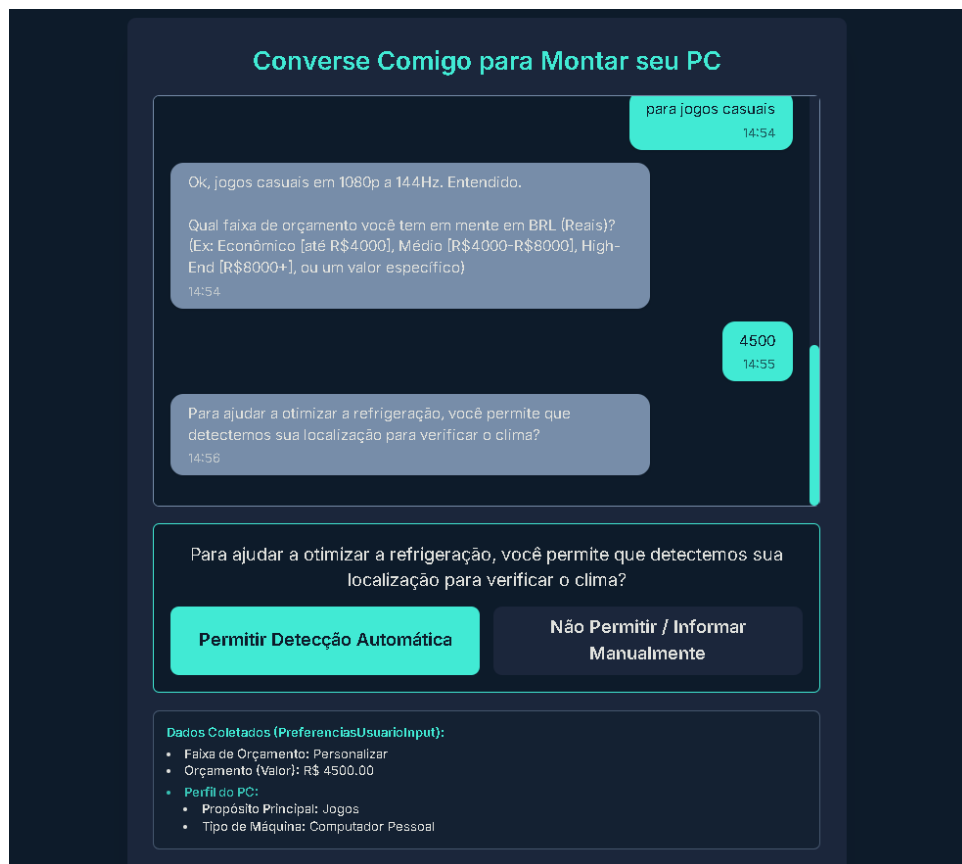 Converse Comigo para Montar seu PC
para jogos casuais
14:54
Ok, jogos casuais em 1080p a 144Hz. Entendido.
Qual faixa de orçamento você tem em mente em BRL (Reais)?
(Ex: Econômico [até R$4000], Médio [R$4000-R$8000], High-
End [R$8000+], ou um valor específico)
14:54
4500
14:55
Para ajudar a otimizar a refrigeração, você permite que
detectemos sua localização para verificar o clima?
14:56
Para ajudar a otimizar a refrigeração, você permite que detectemos sua
localização para verificar o clima?
Permitir Detecção Automática
Não Permitir / Informar
Manualmente
Dados Coletados (PreferenciasUsuarioInput):
• Faixa de Orçamento: Personalizar
• Orçamento (Valor): R$ 4500.00
• Perfil do PC:
• Propósito Principal: Jogos
• Tipo de Máquina: Computador Pessoal